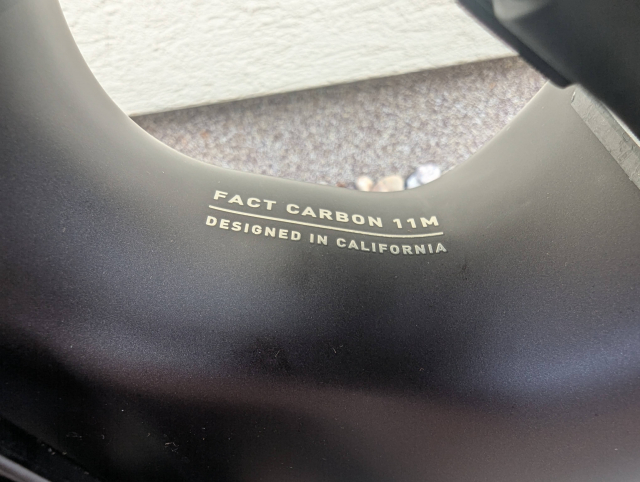 FACT CARBON 11M
DESIGNED IN CALIFORNIA